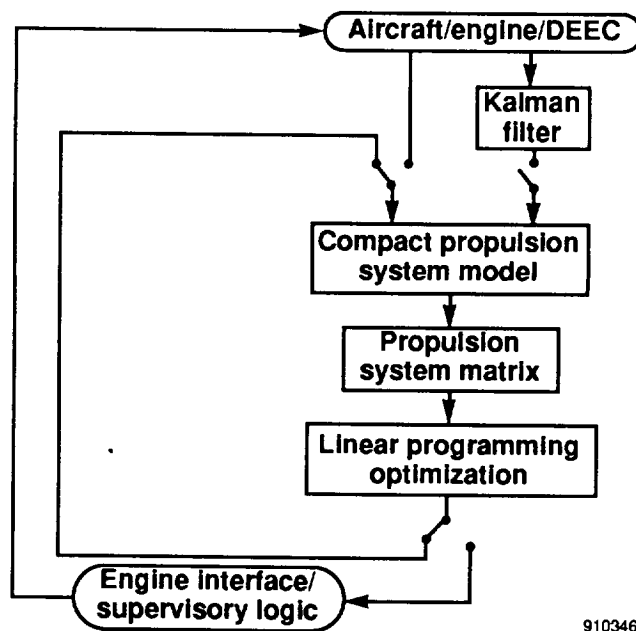 Aircraft/engine/DEEC
Kalman
filter
Compact propulsion
system model
Propulsion
system matrix
Linear programming
optimization
Engine interface/
supervisory logic
910346